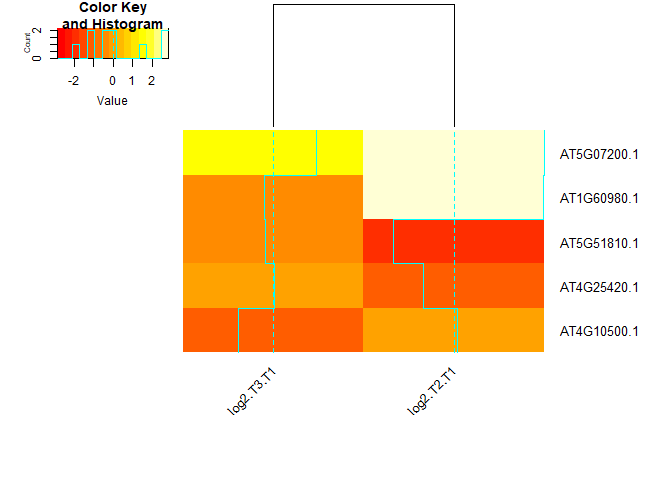 Color Key
and Histogram
Count
0 2
-2 0 1 2
Value
AT5G07200.1
AT1G60980.1
AT5G51810.1
AT4G25420.1
AT4G10500.1
log2.T3.T1
log2.T2.T1